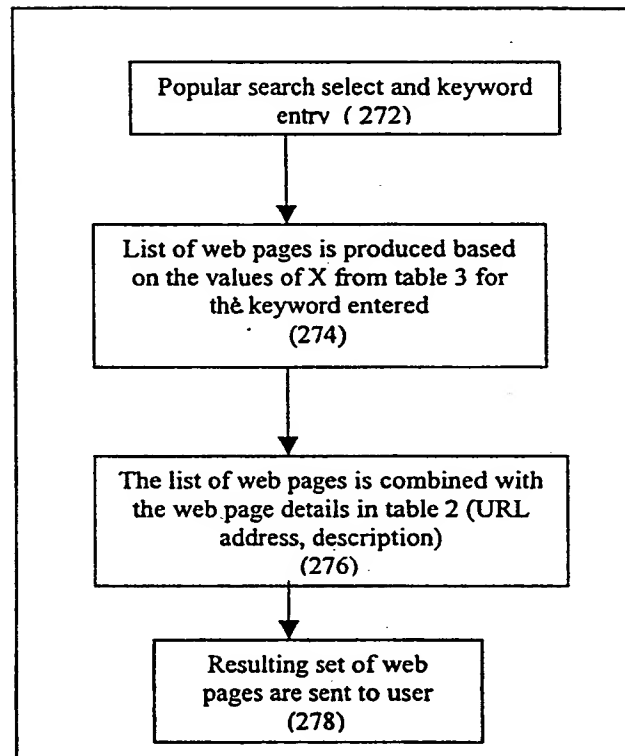 Popular search select and keyword
entry ( 272)
List of web pages is produced based
on the values of X from table 3 for
the keyword entered
(274)
The list of web pages is combined with
the web page details in table 2 (URL
address, description)
(276)
Resulting set of web
pages are sent to user
(278)